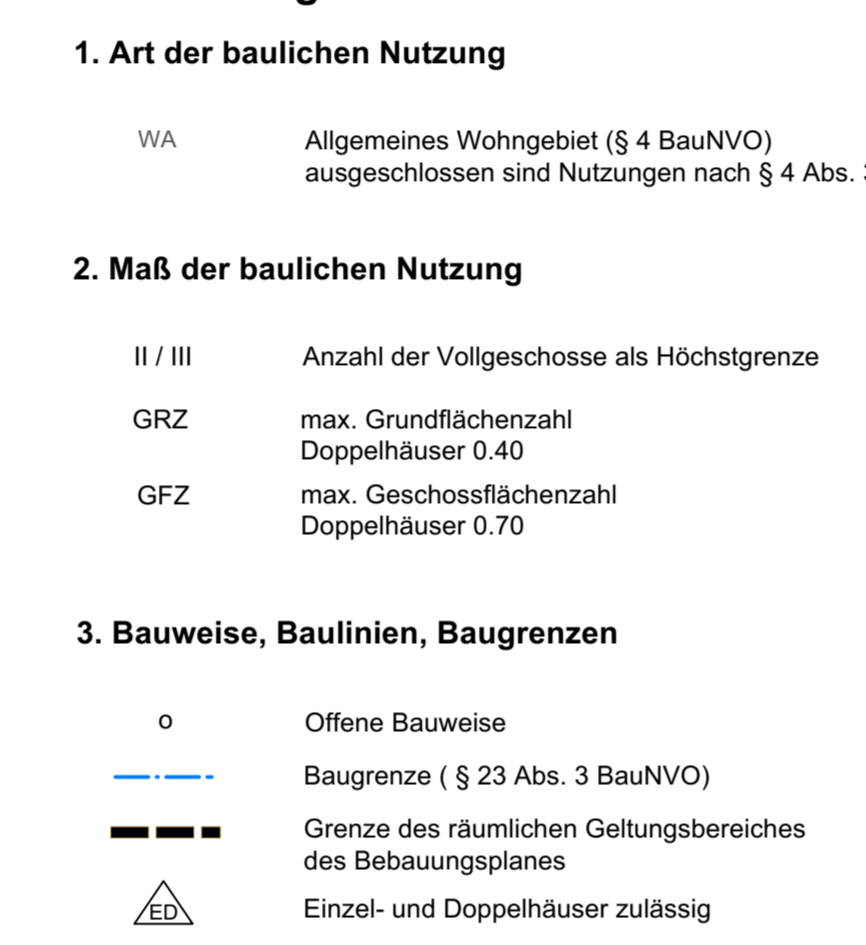 1. Art der baulichen Nutzung
WA
Allgemeines Wohngebiet (§ 4 BauNVO)
ausgeschlossen sind Nutzungen nach § 4 Abs.
2. Maß der baulichen Nutzung
II / III
Anzahl der Vollgeschosse als Höchstgrenze
GRZ
max. Grundflächenzahl
Doppelhäuser 0.40
GFZ
max. Geschossflächenzahl
Doppelhäuser 0.70
3. Bauweise, Baulinien, Baugrenzen
o
Offene Bauweise
Baugrenze ( § 23 Abs. 3 BauNVO)
Grenze des räumlichen Geltungsbereiches
des Bebauungsplanes
ED
Einzel- und Doppelhäuser zulässig